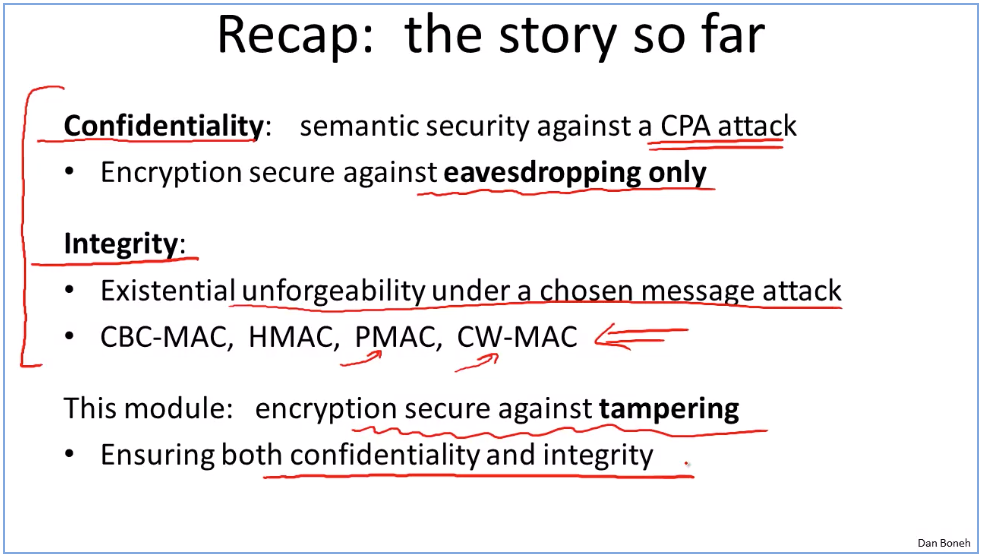 Recap: the story so far
Confidentiality: semantic security against a CPA attack
• Encryption secure against eavesdropping only
Integrity:
• Existential unforgeability under a chosen message attack
• CBC-MAC, HMAC, PMAC, CW-MAC
This module: encryption secure against tampering
• Ensuring both confidentiality and integrity
Dan Boneh